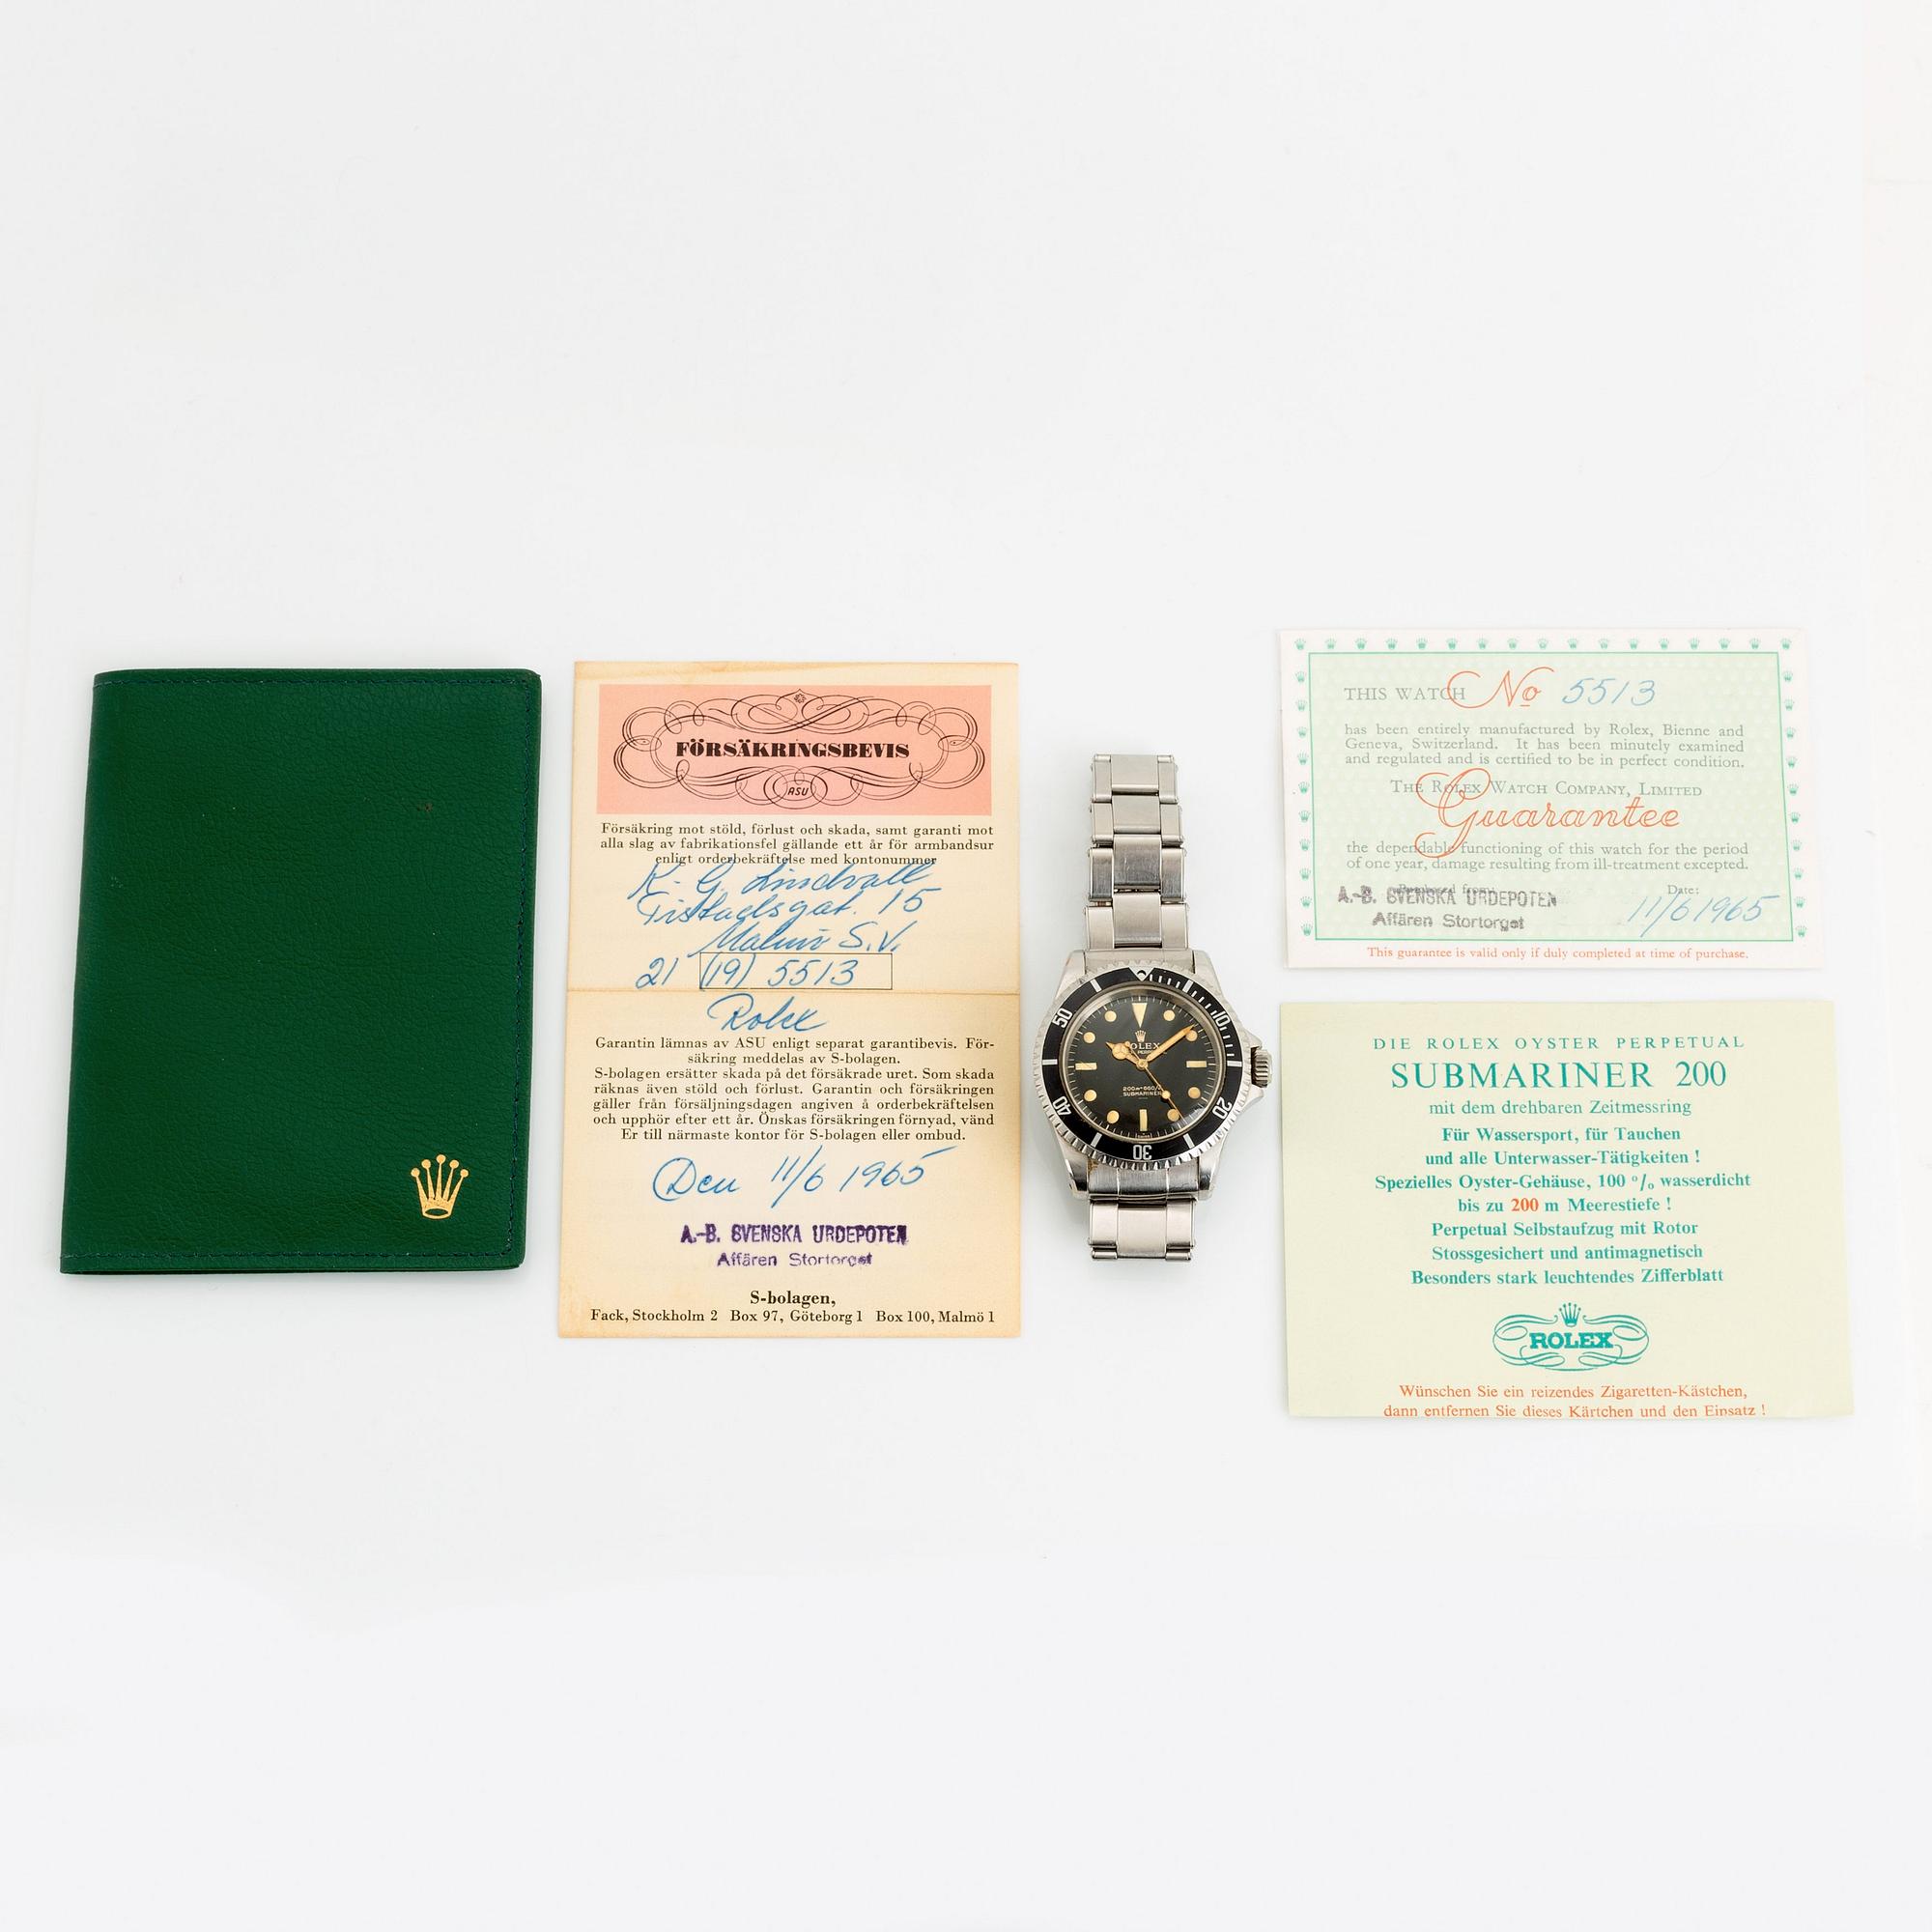 FÖRSÄKRINGSBEVIS
ASU
Försäkring mot stöld, förlust och skada, samt garanti mot
alla slag av fabrikationsfel gällande ett år för armbandsur
enligt orderbekräftelse med kontonummer
K. G. Lindvall
15
Malmö S.V.
21 (19) 5513
Rolex
Garantin lämnas av ASU enligt separat garantibevis. För-
säkring meddelas av S-bolagen.
S-bolagen ersätter skada på det försäkrade uret. Som skada
räknas även stöld och förlust. Garantin och försäkringen
gäller från försäljningsdagen angiven å orderbekräftelsen
och upphör efter ett år. Önskas försäkringen förnyad, vänd
Er till närmaste kontor för S-bolagen eller ombud.
Den 11/6 1965
A.-B. SVENSKA URDEPOTEN
Affären Stortorget
S-bolagen,
Fack, Stockholm 2 Box 97, Göteborg 1 Box 100, Malmö 1
10
20
30
40
50
ROLEX
SUBMARINER
THIS WATCH No 5513
has been entirely manufactured by Rolex, Bienne and
Geneva, Switzerland. It has been minutely examined
and regulated and is certified to be in perfect condition.
THE ROLEX WATCH COMPANY, LIMITED
Guarantee
the dependable functioning of this watch for the period
of one year, damage resulting from ill-treatment excepted.
Purchased from: Date:
A.-B. SVENSKA URDEPOTEN
Affären Stortorget
11/6 1965
This guarantee is valid only if duly completed at time of purchase.
DIE ROLEX OYSTER PERPETUAL
SUBMARINER 200
mit dem drehbaren Zeitmessring
Für Wassersport, für Tauchen
und alle Unterwasser-Tätigkeiten !
Spezielles Oyster-Gehäuse, 100 % wasserdicht
bis zu 200 m Meerestiefe !
Perpetual Selbstaufzug mit Rotor
Stossgesichert und antimagnetisch
Besonders stark leuchtendes Zifferblatt
ROLEX
Wünschen Sie ein reizendes Zigaretten-Kästchen,
dann entfernen Sie dieses Kärtchen und den Einsatz !